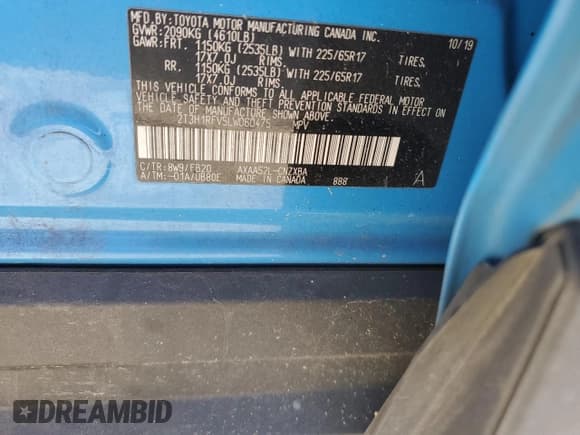 MFD.BY: TOYOTA MOTOR MANUFACTURING CANADA INC.
GVWR: 2090KG (4610LB) 10/19
GAWR: FRT. 1150KG (2535LB) WITH 225/65R17 TIRES.
17X7.0J RIMS
RR. 1150KG (2535LB) WITH 225/65R17 TIRES.
17X7.0J RIMS
THIS VEHICLE CONFORMS TO ALL APPLICABLE FEDERAL MOTOR
VEHICLE SAFETY AND THEFT PREVENTION STANDARDS IN EFFECT ON
THE DATE OF MANUFACTURE SHOWN ABOVE.
MPV
C/TR: 8W9/FB20 AXAA52L-CNZXBA
A/TM: -01A/UB80E MADE IN CANADA 888 A
DREAMBID